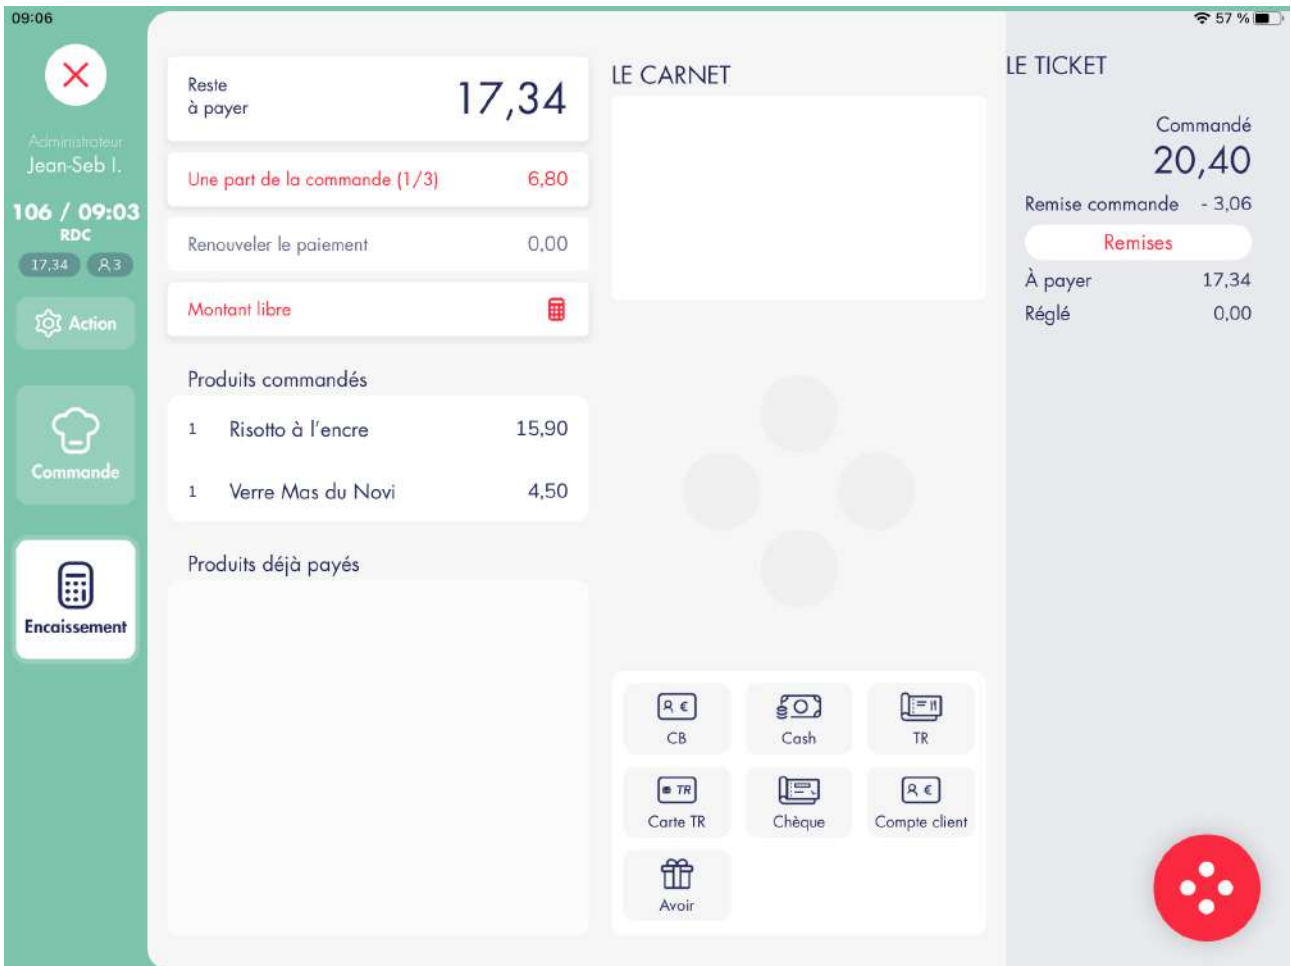 09:06
57 %
Administrateur
Jean-Seb I.
106 / 09:03
RDC
17,34
3
Action
Commande
Encaissement
Reste
à payer
17,34
Une part de la commande (1/3) 6,80
Renouveler le paiement 0,00
Montant libre
Produits commandés
1 Risotto à l'encre 15,90
1 Verre Mas du Novi 4,50
Produits déjà payés
LE CARNET
CB
Cash
TR
TR
Carte TR
Chèque
Compte client
Avoir
LE TICKET
Commandé
20,40
Remise commande - 3,06
Remises
À payer 17,34
Réglé 0,00